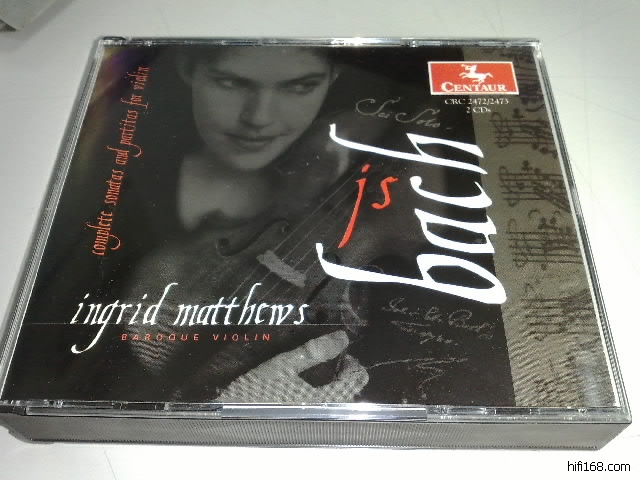 CENTAUR
CRC 2472/2473
2 CDs
complete sonatas and partitas for violin
Sei Solo
js
bach
ingrid matthews
BAROQUE VIOLIN
hifi168.com